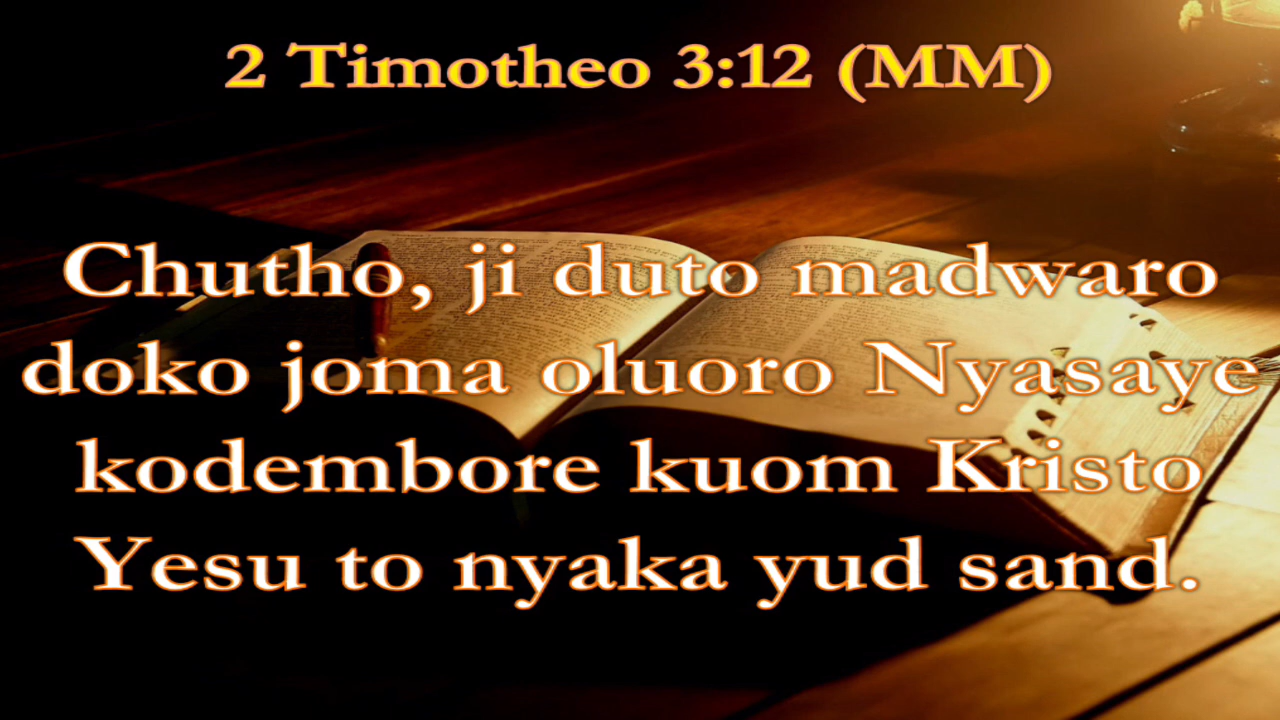 2 Timotheo 3:12 (MM)
Chutho, ji duto madwaro
doko joma oluoro Nyasaye
kodembore kuom Kristo
Yesu to nyaka yud sand.